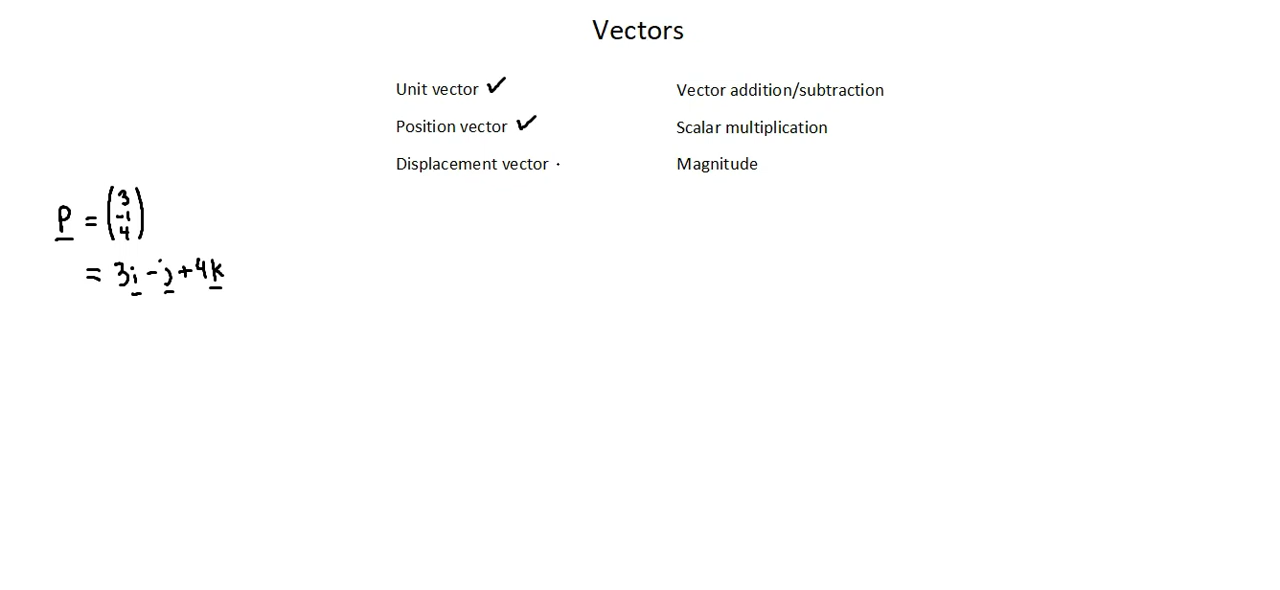 Vectors
Unit vector ✓
Position vector ✓
Displacement vector ·
Vector addition/subtraction
Scalar multiplication
Magnitude
P = (3
-1
4)
= 3i - j + 4k